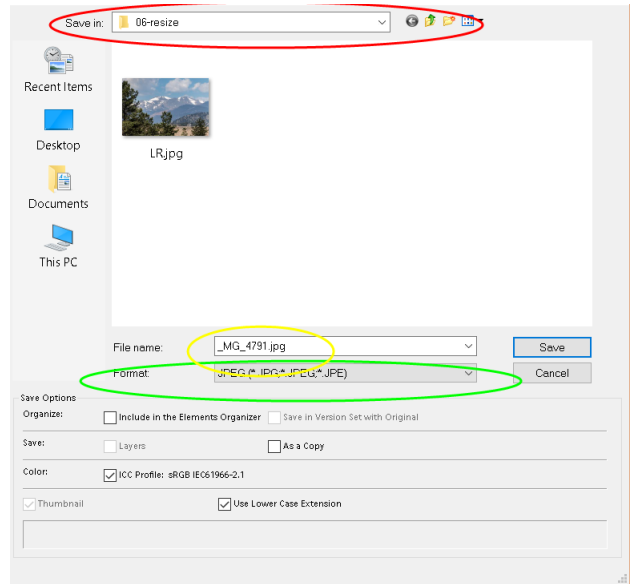 Save in: 06-resize
Recent Items
Desktop
Documents
This PC
LR.jpg
File name: _MG_4791.jpg Save
Format: JPEG (*.JPG;*.JPEG;*.JPE) Cancel
Save Options
Organize: Include in the Elements Organizer Save in Version Set with Original
Save: Layers As a Copy
Color: ICC Profile: sRGB IEC61966-2.1
Thumbnail Use Lower Case Extension